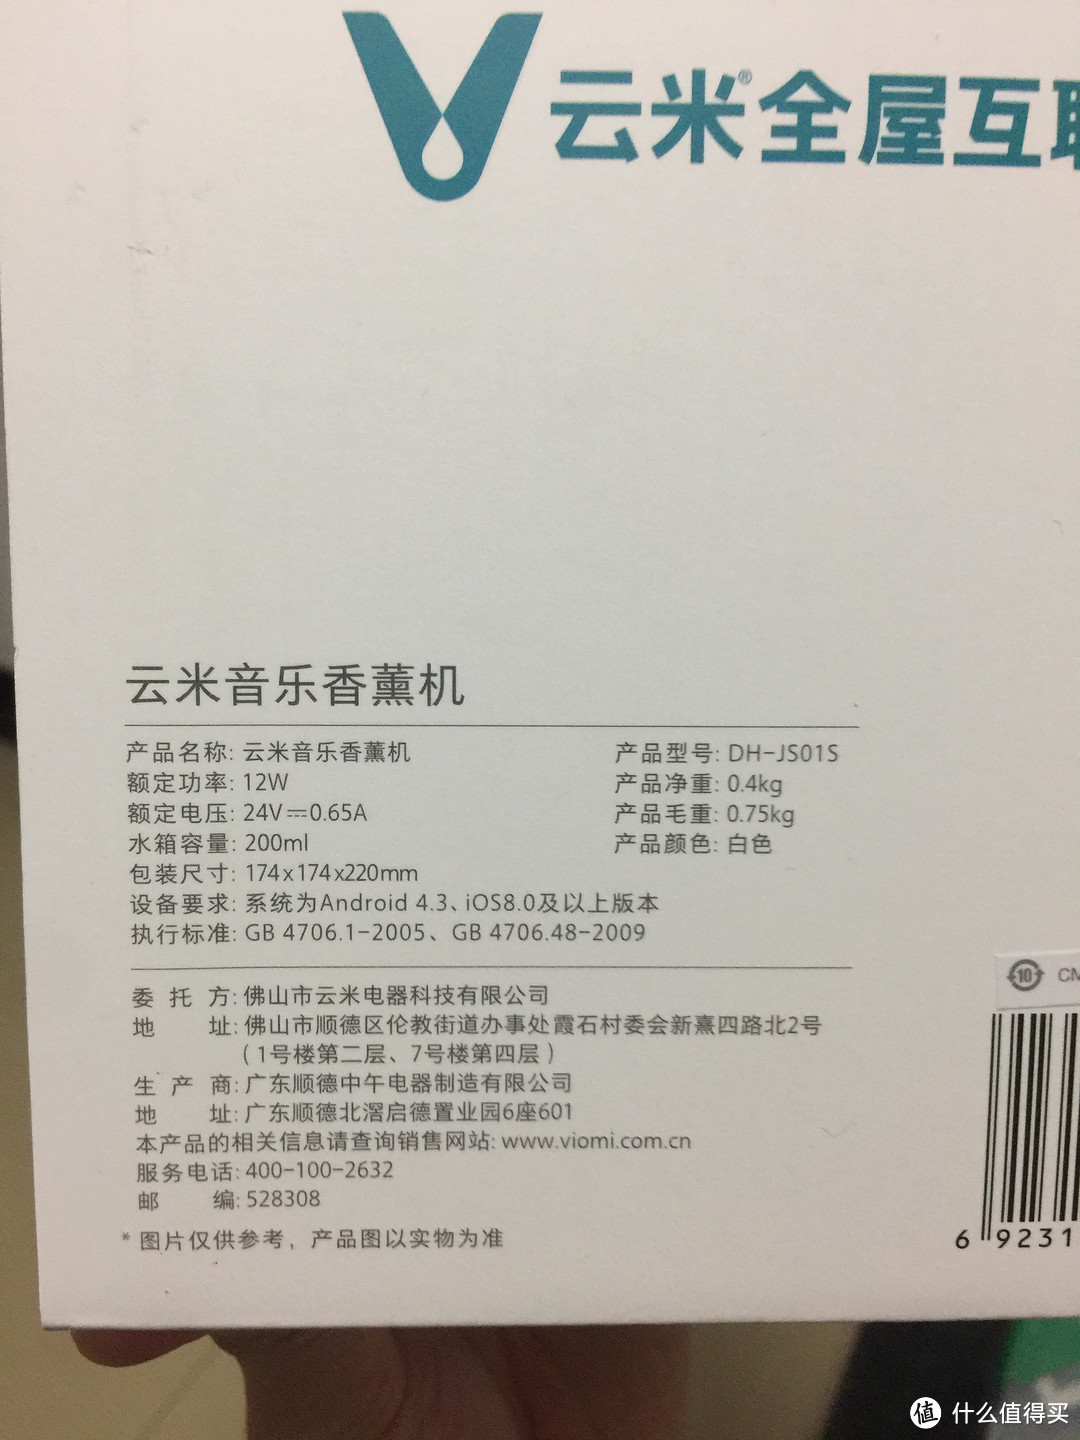 云米®全屋互联
云米音乐香薰机
产品名称: 云米音乐香薰机 产品型号: DH-JS01S
额定功率: 12W 产品净重: 0.4kg
额定电压: 24V⎓0.65A 产品毛重: 0.75kg
水箱容量: 200ml 产品颜色: 白色
包装尺寸: 174x174x220mm
设备要求: 系统为Android 4.3、iOS8.0及以上版本
执行标准: GB 4706.1-2005、GB 4706.48-2009
委托方: 佛山市云米电器科技有限公司
地址: 佛山市顺德区伦教街道办事处霞石村委会新熹四路北2号
(1号楼第二层、7号楼第四层)
生产商: 广东顺德中午电器制造有限公司
地址: 广东顺德北滘启德置业园6座601
本产品的相关信息请查询销售网站: www.viomi.com.cn
服务电话: 400-100-2632
邮编: 528308
* 图片仅供参考，产品图以实物为准
10 CM
6 9231
值 什么值得买